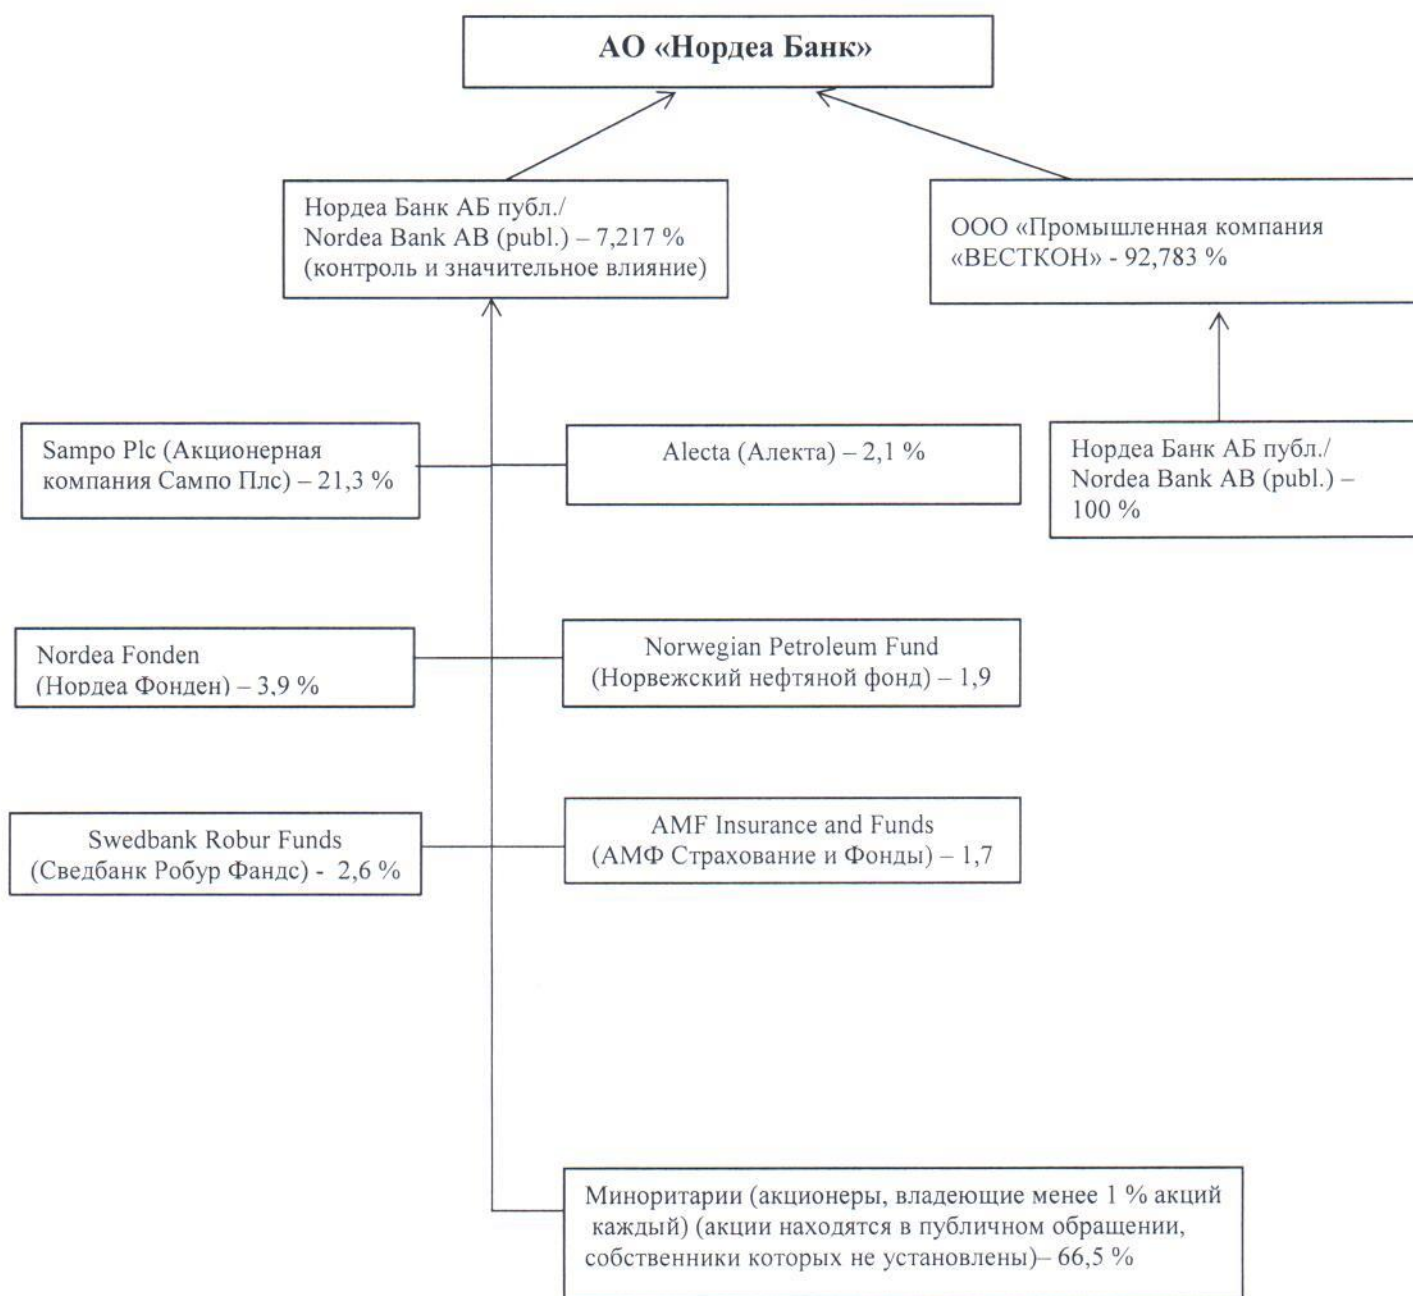 АО «Нордеа Банк»
Нордеа Банк АБ публ./
Nordea Bank AB (publ.) – 7,217 %
(контроль и значительное влияние)
ООО «Промышленная компания
«ВЕСТКОН» - 92,783 %
Sampo Plc (Акционерная
компания Сампо Плс) – 21,3 %
Alecta (Алекта) – 2,1 %
Нордеа Банк АБ публ./
Nordea Bank AB (publ.) –
100 %
Nordea Fonden
(Нордеа Фонден) – 3,9 %
Norwegian Petroleum Fund
(Норвежский нефтяной фонд) – 1,9
Swedbank Robur Funds
(Сведбанк Робур Фандс) - 2,6 %
AMF Insurance and Funds
(АМФ Страхование и Фонды) – 1,7
Миноритарии (акционеры, владеющие менее 1 % акций
каждый) (акции находятся в публичном обращении,
собственники которых не установлены)– 66,5 %